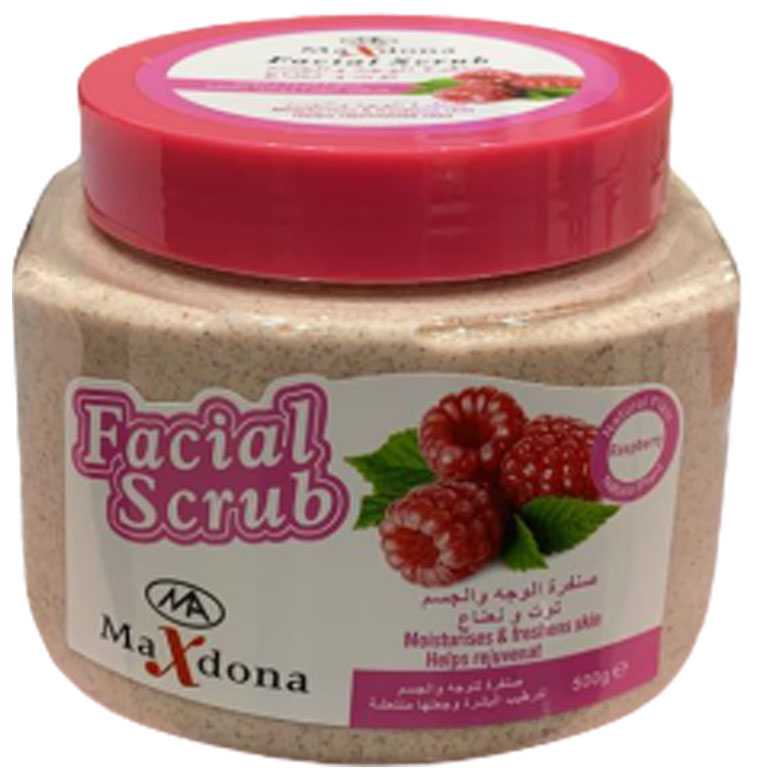 MaXdona
Facial Scrub
Facial
Scrub
Raspberry
MA
MaXdona
صنفرة الوجه والجسم
توت و نعناع
Moisturises & freshens skin
Helps rejuvenat
صنفرة للوجه والجسم
ترطيب البشرة وجعلها منتعشة
500g e